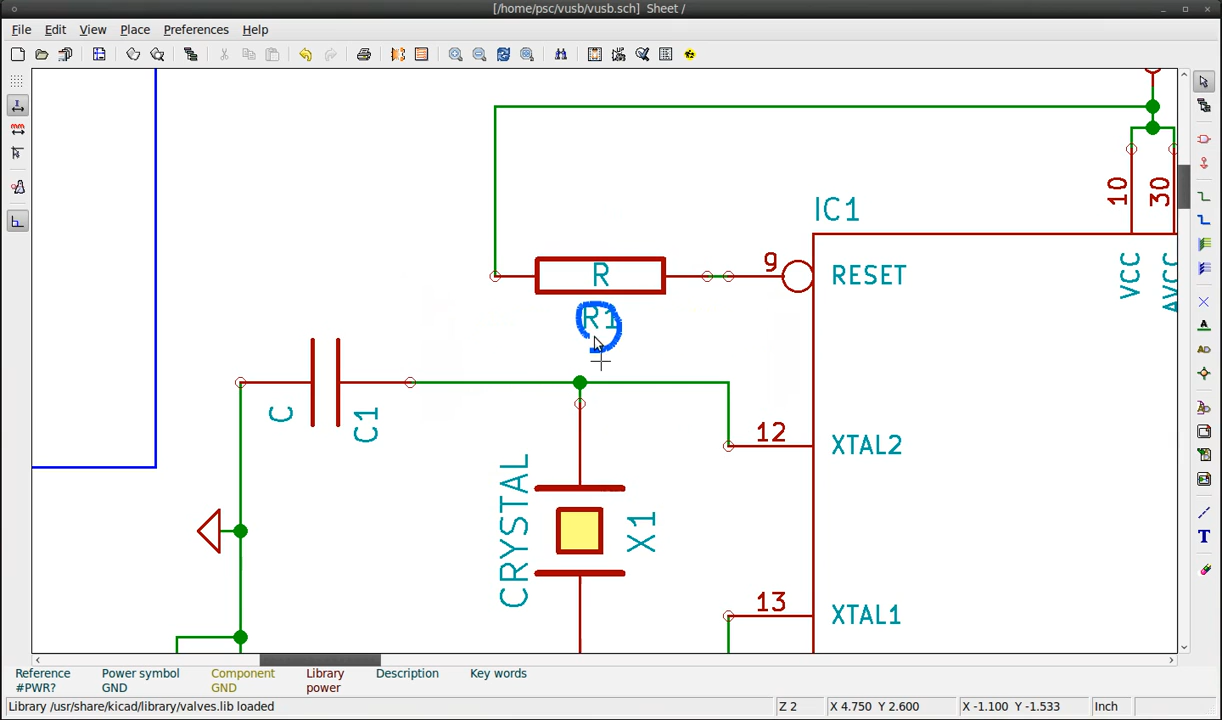 [/home/psc/vusb/vusb.sch] Sheet /
File Edit View Place Preferences Help
IC1
10
30
VCC
AVCC
R
9
RESET
R1
C
C1
12
XTAL2
CRYSTAL
X1
13
XTAL1
Reference Power symbol Component Library Description Key words
#PWR? GND GND power
Library /usr/share/kicad/library/valves.lib loaded Z 2 X 4.750 Y 2.600 X -1.100 Y -1.533 Inch